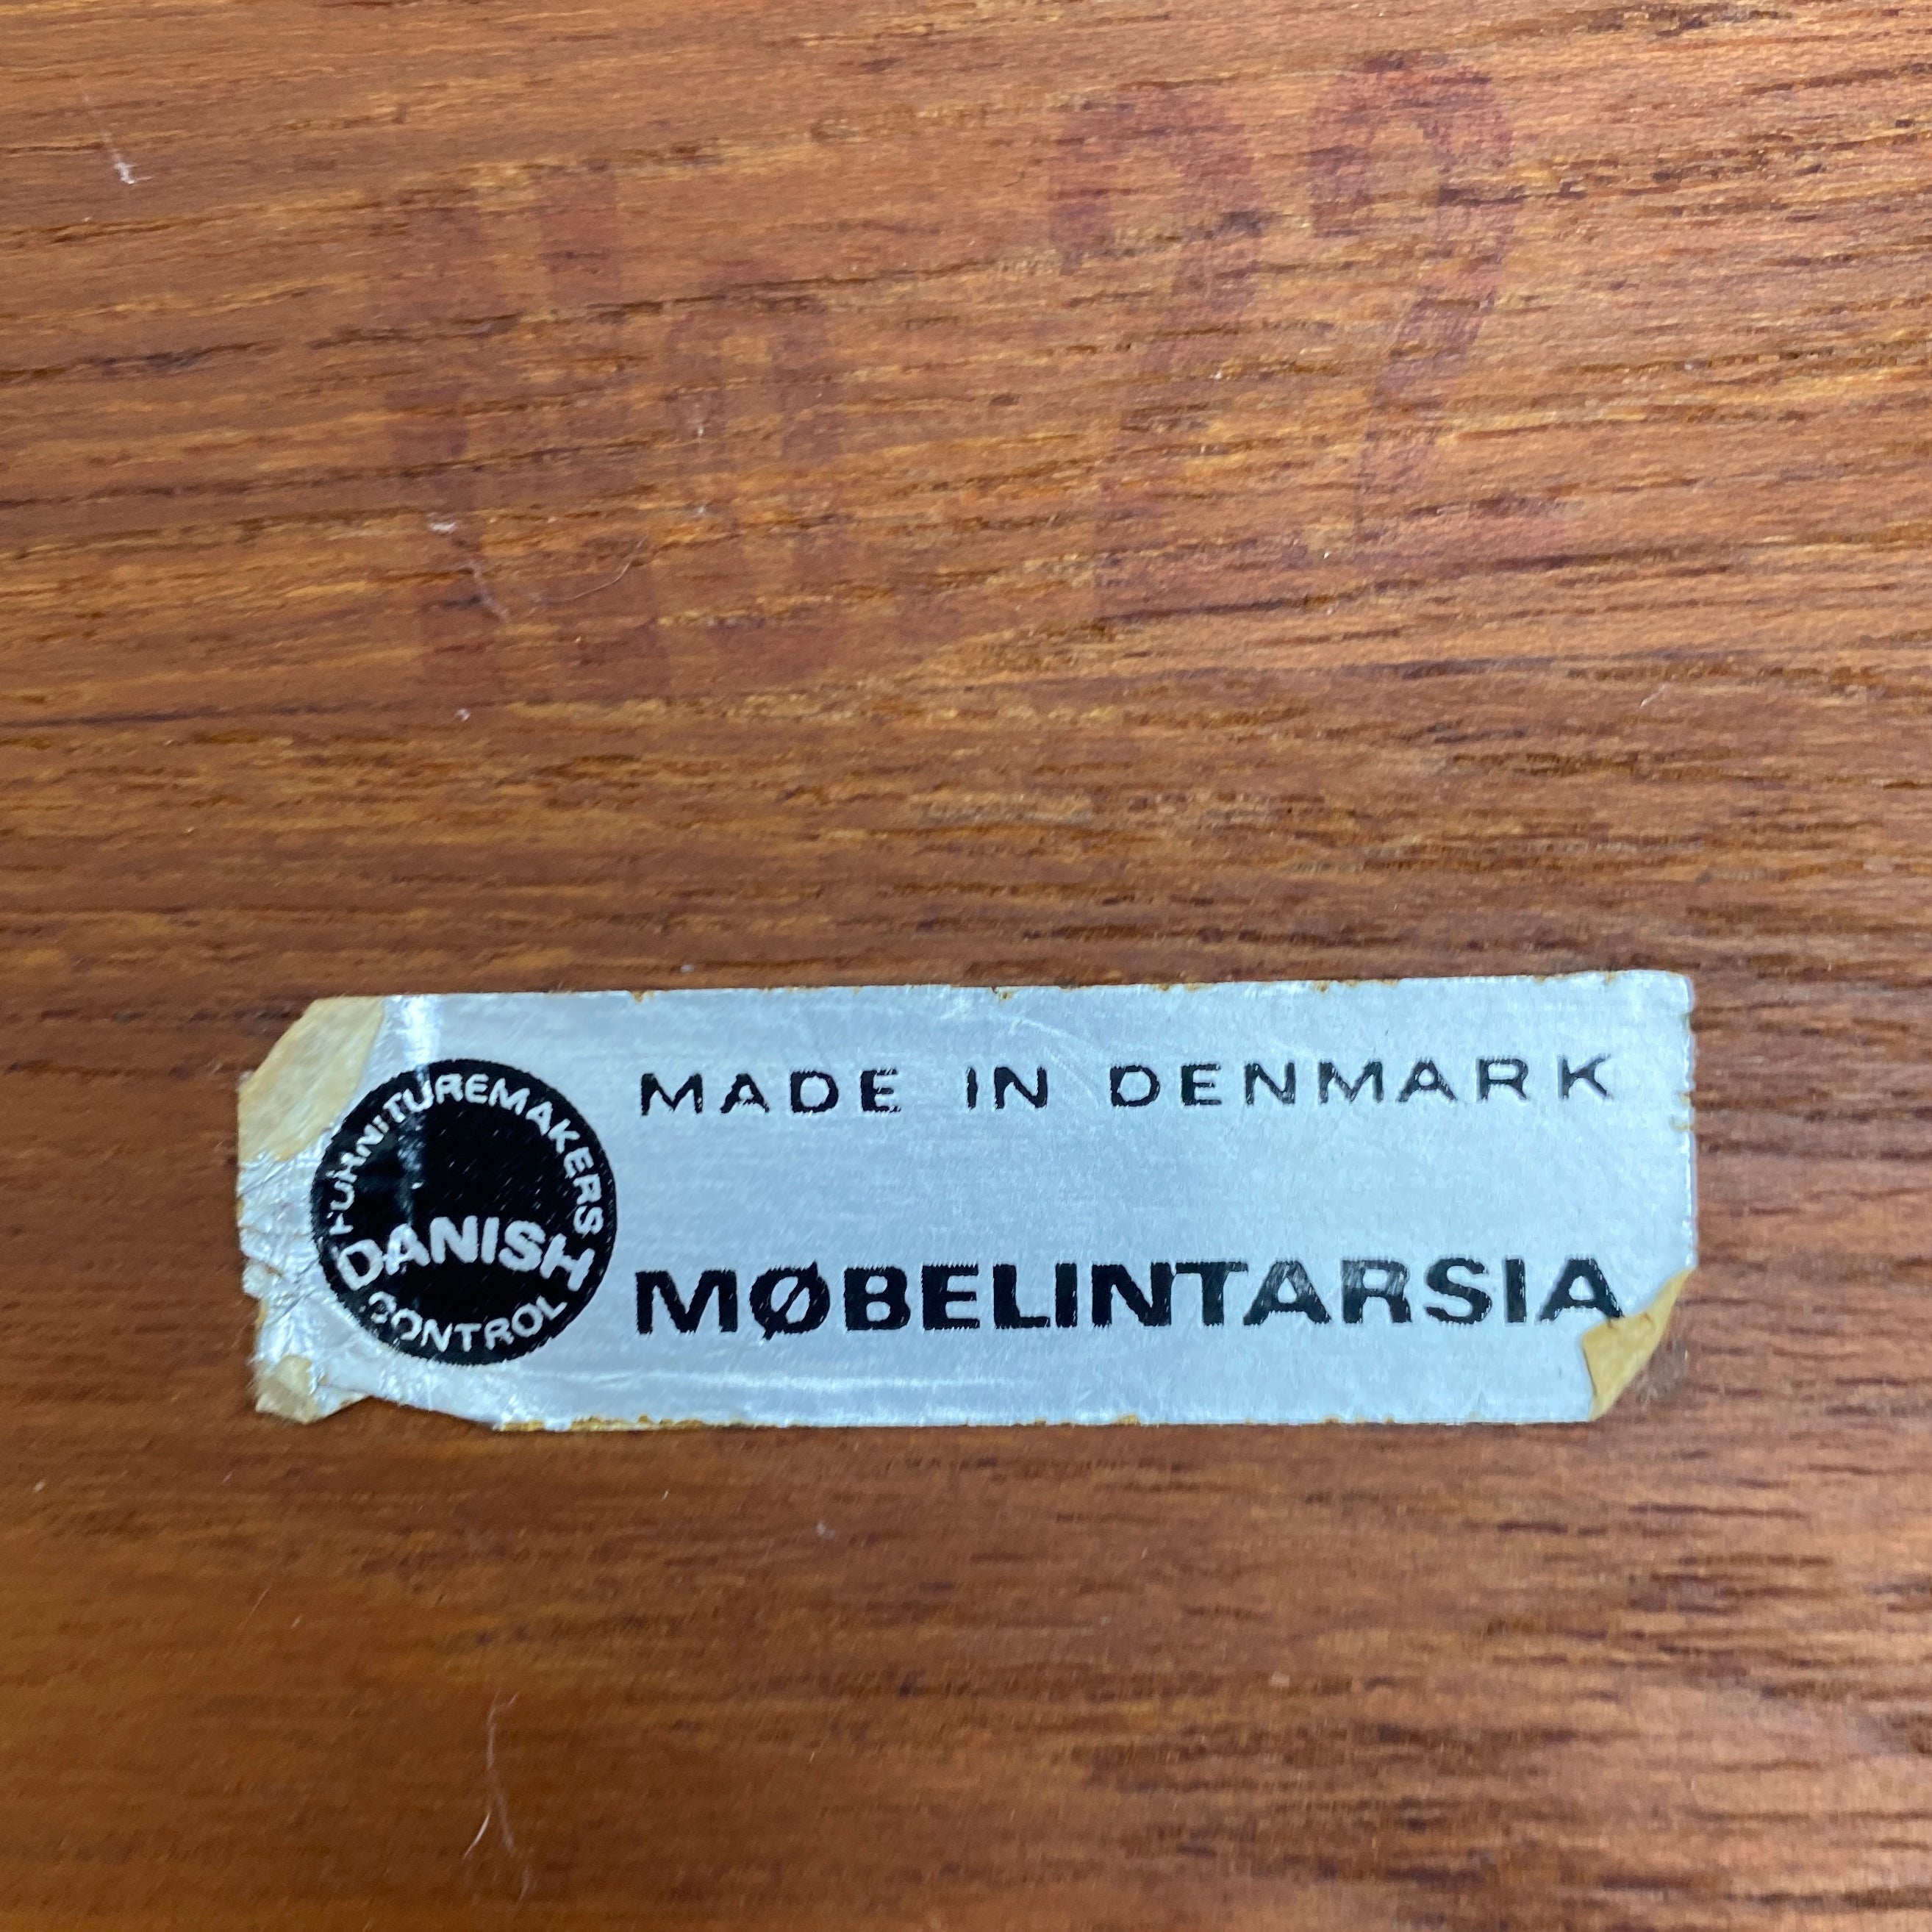 FURNITUREMAKERS
DANISH
CONTROL
MADE IN DENMARK
MØBELINTARSIA